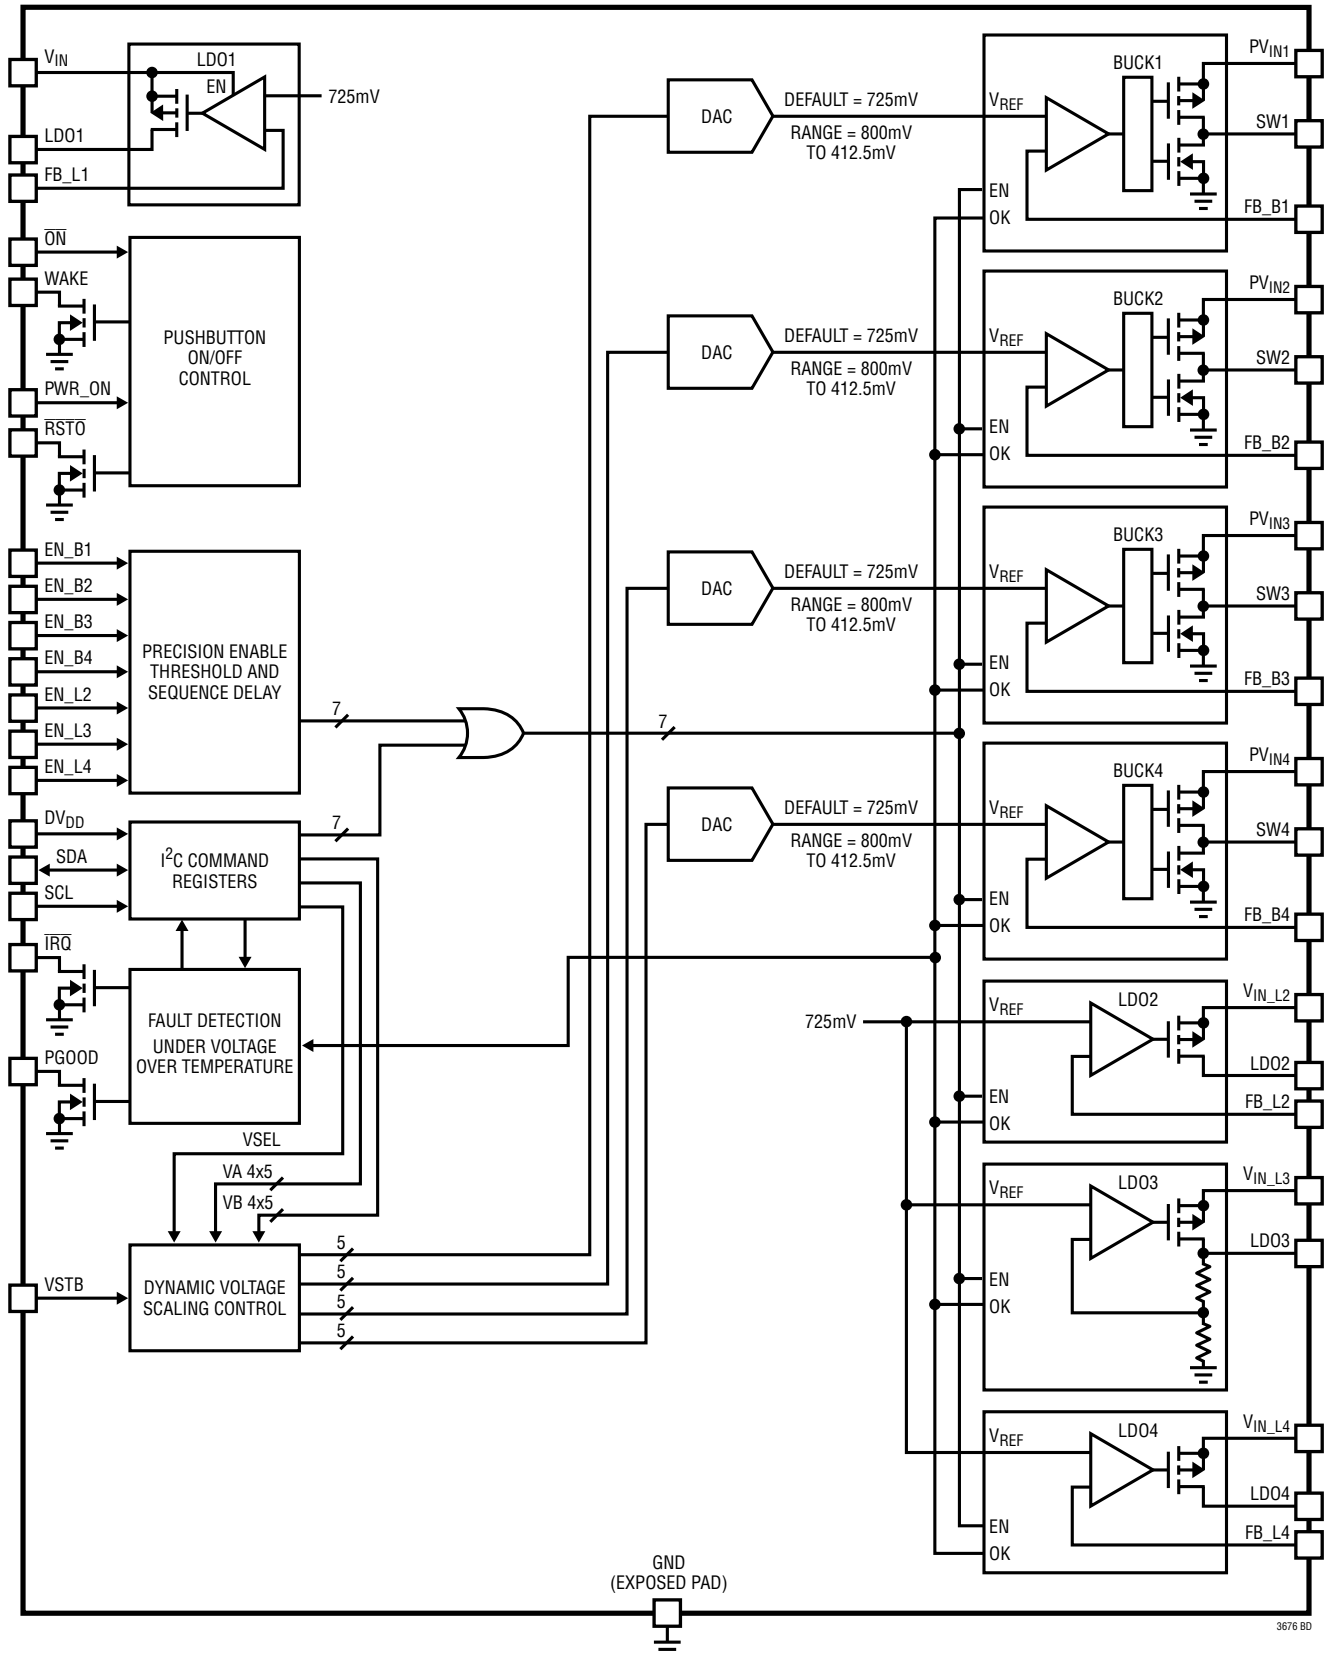 V_IN
LDO1
EN
725mV
LDO1
FB_L1
ON
WAKE
PWR_ON
RSTO
PUSHBUTTON
ON/OFF
CONTROL
EN_B1
EN_B2
EN_B3
EN_B4
EN_L2
EN_L3
EN_L4
PRECISION ENABLE
THRESHOLD AND
SEQUENCE DELAY
7
7
7
DV_DD
SDA
SCL
I²C COMMAND
REGISTERS
IRQ
PGOOD
FAULT DETECTION
UNDER VOLTAGE
OVER TEMPERATURE
VSEL
VA 4x5
VB 4x5
VSTB
DYNAMIC VOLTAGE
SCALING CONTROL
5
5
5
5
DAC
DEFAULT = 725mV
RANGE = 800mV
TO 412.5mV
V_REF
BUCK1
EN
OK
PV_IN1
SW1
FB_B1
DAC
DEFAULT = 725mV
RANGE = 800mV
TO 412.5mV
V_REF
BUCK2
EN
OK
PV_IN2
SW2
FB_B2
DAC
DEFAULT = 725mV
RANGE = 800mV
TO 412.5mV
V_REF
BUCK3
EN
OK
PV_IN3
SW3
FB_B3
DAC
DEFAULT = 725mV
RANGE = 800mV
TO 412.5mV
V_REF
BUCK4
EN
OK
PV_IN4
SW4
FB_B4
725mV
V_REF
LDO2
EN
OK
V_IN_L2
LDO2
FB_L2
V_REF
LDO3
EN
OK
V_IN_L3
LDO3
V_REF
LDO4
EN
OK
V_IN_L4
LDO4
FB_L4
GND
(EXPOSED PAD)
3676 BD